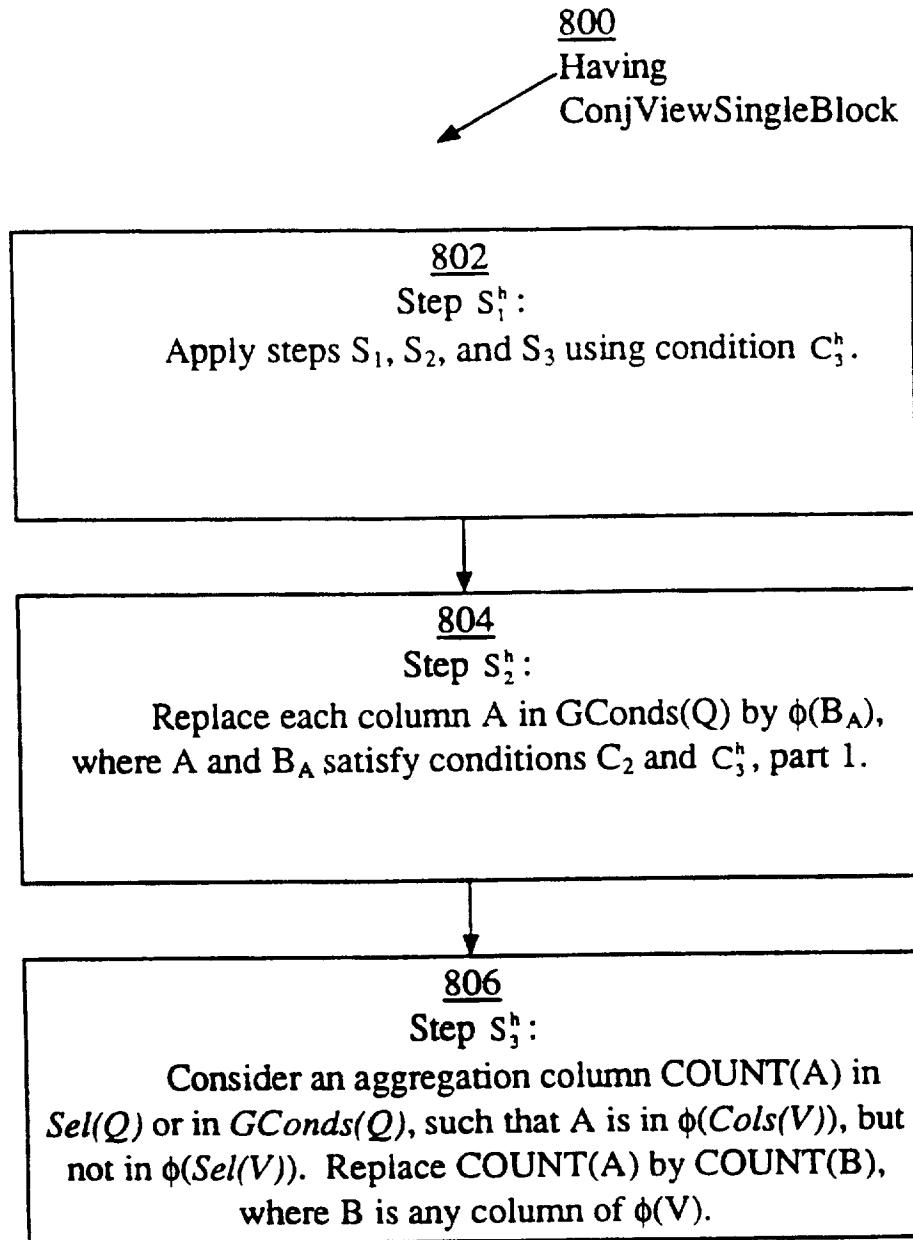 800
Having
ConjViewSingleBlock
802
Step S₁ʰ:
Apply steps S₁, S₂, and S₃ using condition C₃ʰ.
804
Step S₂ʰ:
Replace each column A in GConds(Q) by ϕ(B_A),
where A and B_A satisfy conditions C₂ and C₃ʰ, part 1.
806
Step S₃ʰ:
Consider an aggregation column COUNT(A) in
Sel(Q) or in GConds(Q), such that A is in ϕ(Cols(V)), but
not in ϕ(Sel(V)). Replace COUNT(A) by COUNT(B),
where B is any column of ϕ(V).